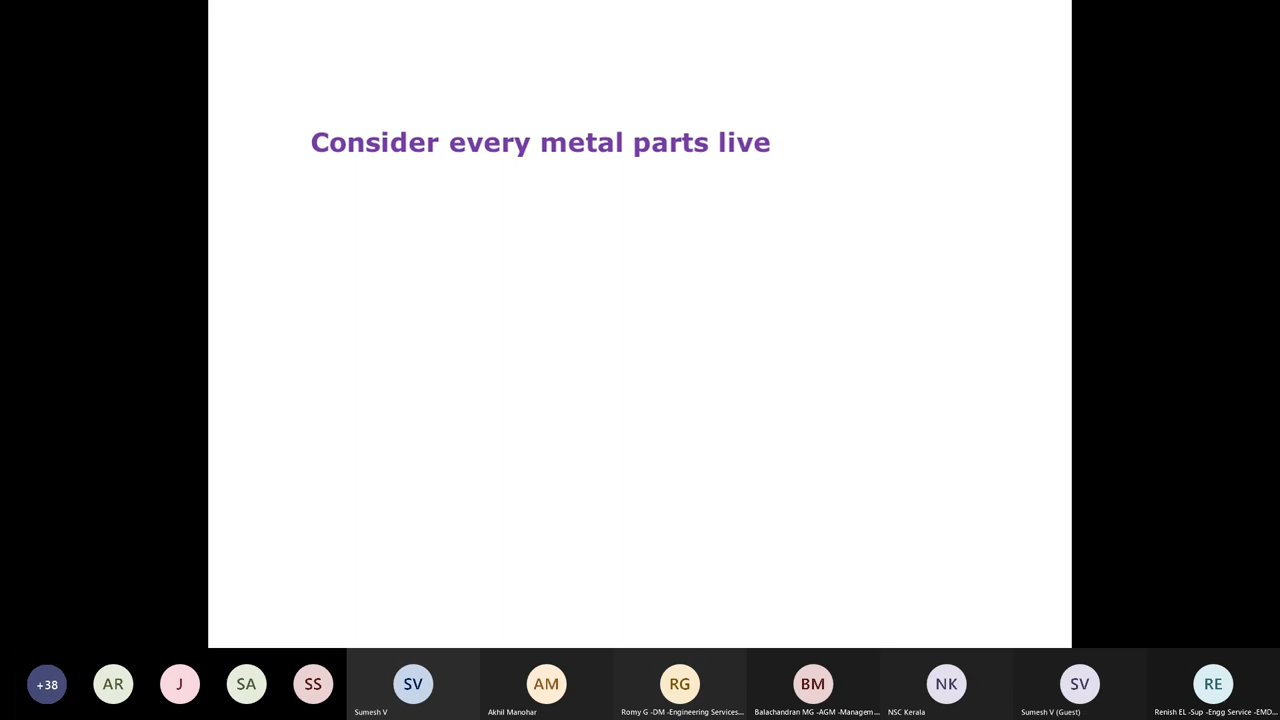 Consider every metal parts live
+38
AR
J
SA
SS
SV
AM
RG
BM
NK
SV
RE
Sumesh V
Akhil Manohar
Romy G -DM -Engineering Services...
Balachandran MG -AGM -Managem...
NSC Kerala
Sumesh V (Guest)
Renish EL -Sup -Engg Service -EMD...